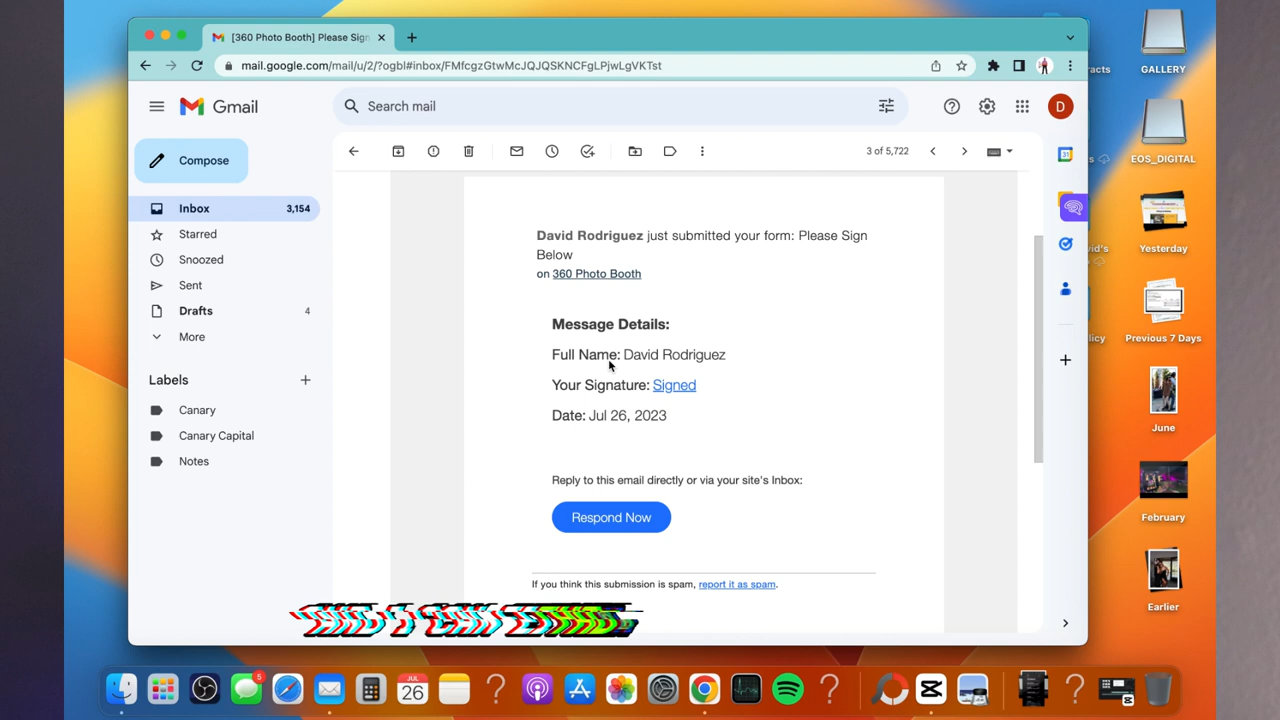 [360 Photo Booth] Please Sign
mail.google.com/mail/u/2/?ogbl#inbox/FMfcgzGtwMcJQJQSKNCFgLPjwLgVKTst
Gmail
Search mail
D
Compose
3 of 5,722
31
Inbox 3,154
Starred
Snoozed
Sent
Drafts 4
More
Labels
Canary
Canary Capital
Notes
David Rodriguez just submitted your form: Please Sign
Below
on 360 Photo Booth
Message Details:
Full Name: David Rodriguez
Your Signature: Signed
Date: Jul 26, 2023
Reply to this email directly or via your site's Inbox:
Respond Now
If you think this submission is spam, report it as spam.
racts
GALLERY
s
EOS_DIGITAL
vid's
Yesterday
licy
Previous 7 Days
June
February
Earlier
5
JUL
26